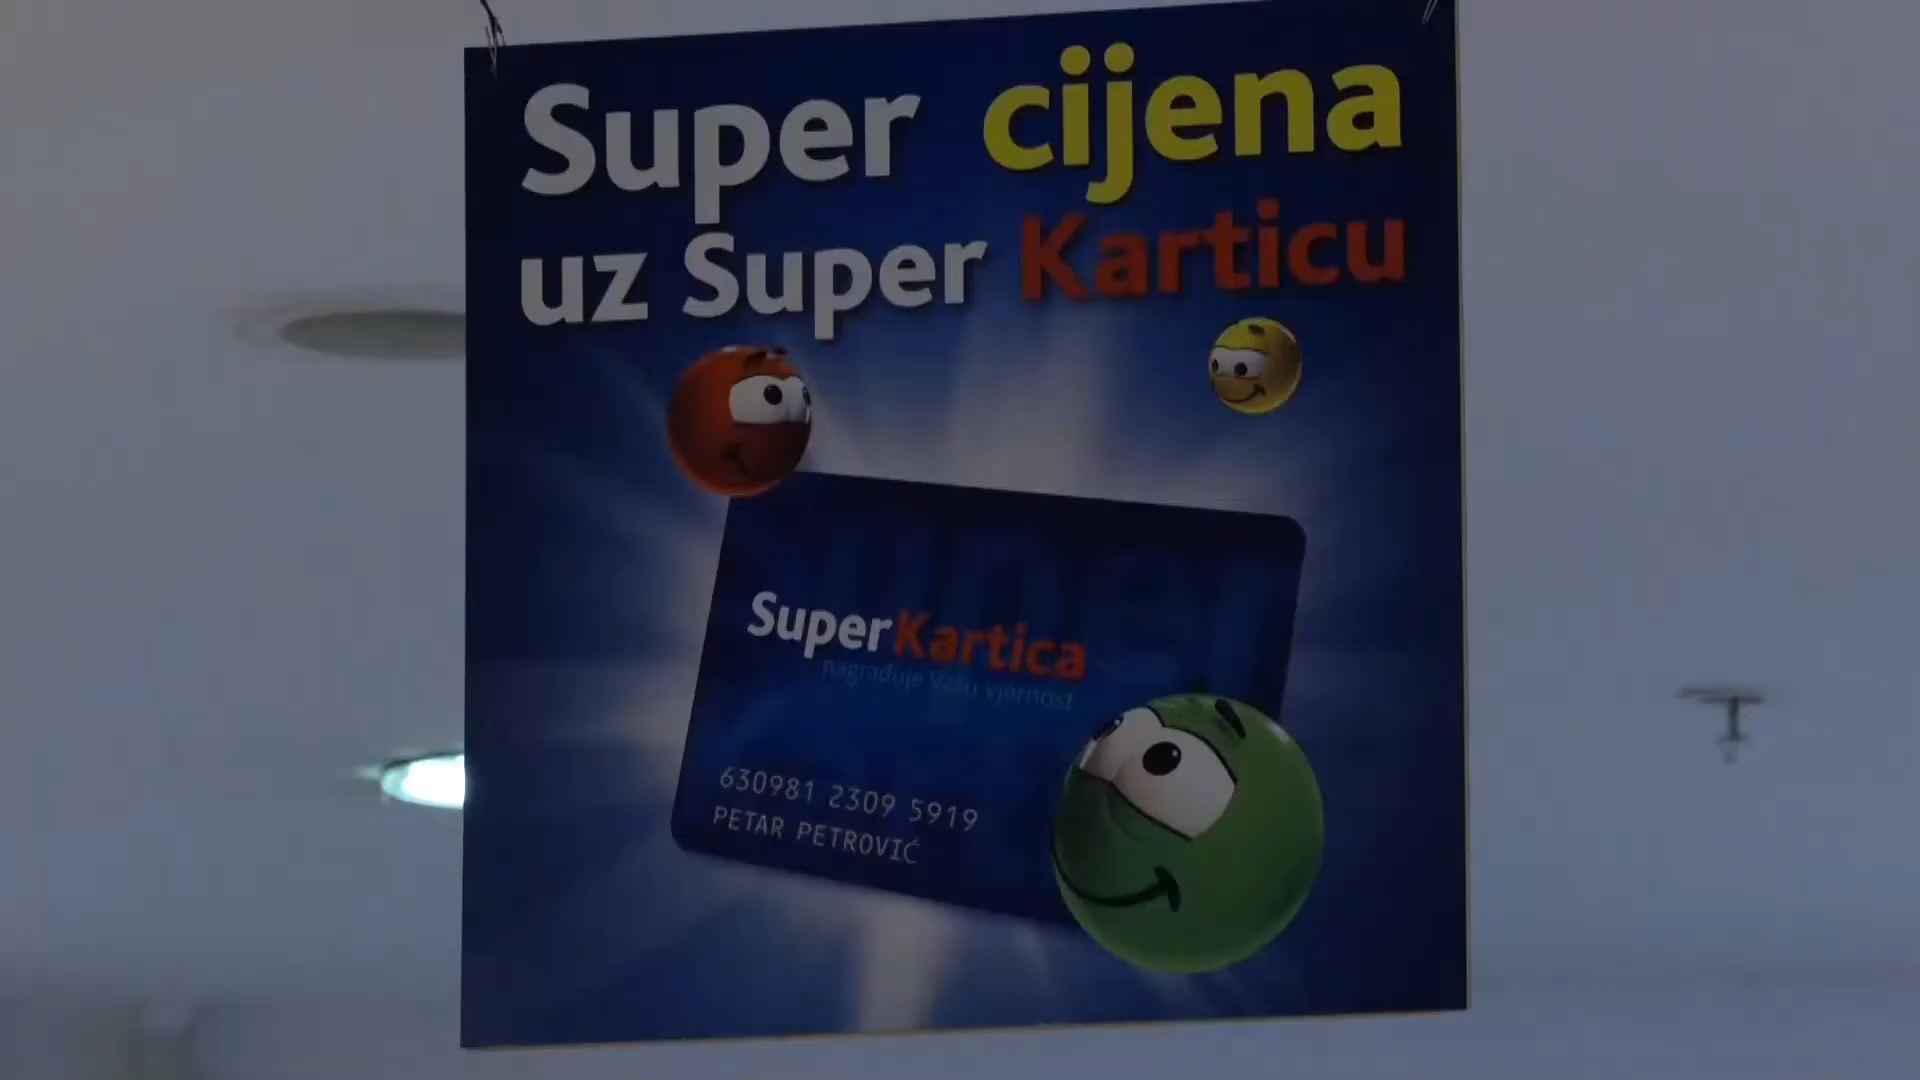 Super cijena
uz Super Karticu
SuperKartica
nagrađuje Vašu vjernost
630981 2309 5919
PETAR PETROVIĆ